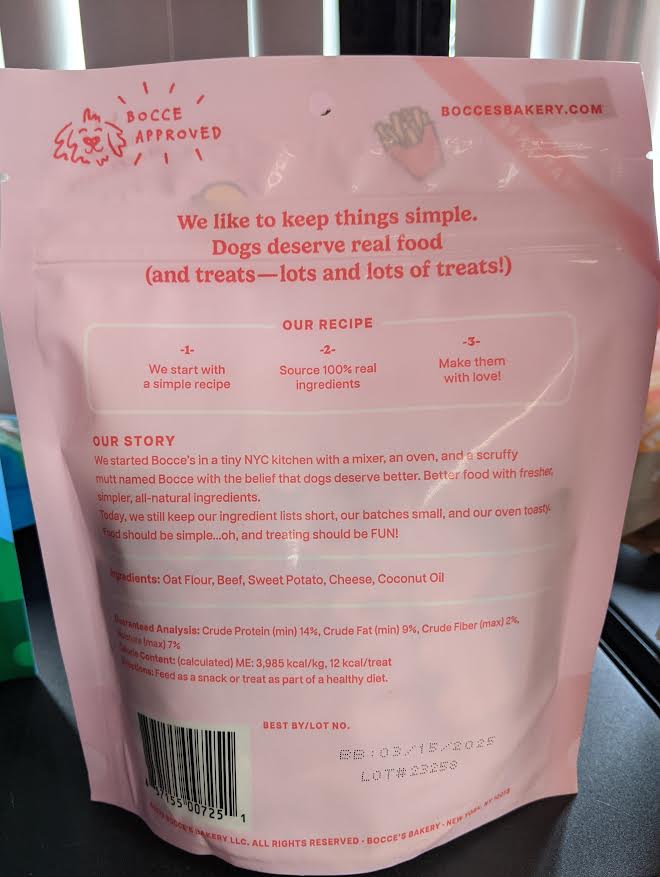 BOCCE
APPROVED
BOCCESBAKERY.COM
We like to keep things simple.
Dogs deserve real food
(and treats—lots and lots of treats!)
OUR RECIPE
-1-
We start with
a simple recipe
-2-
Source 100% real
ingredients
-3-
Make them
with love!
OUR STORY
We started Bocce's in a tiny NYC kitchen with a mixer, an oven, and a scruffy
mutt named Bocce with the belief that dogs deserve better. Better food with fresher,
simpler, all-natural ingredients.
Today, we still keep our ingredient lists short, our batches small, and our oven toasty.
Food should be simple...oh, and treating should be FUN!
Ingredients: Oat Flour, Beef, Sweet Potato, Cheese, Coconut Oil
Guaranteed Analysis: Crude Protein (min) 14%, Crude Fat (min) 9%, Crude Fiber (max) 2%,
Moisture (max) 7%
Calorie Content: (calculated) ME: 3,985 kcal/kg, 12 kcal/treat
Directions: Feed as a snack or treat as part of a healthy diet.
BEST BY/LOT NO.
BB:03/15/2025
LOT#23258
37155 00725 1
BOCCE'S BAKERY LLC. ALL RIGHTS RESERVED · BOCCE'S BAKERY · NEW YORK, NY